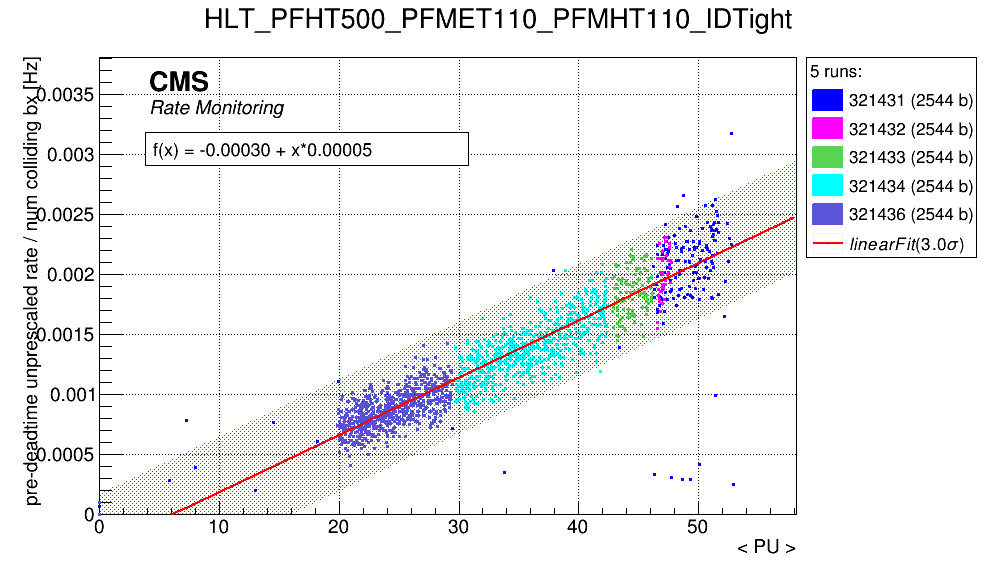 HLT_PFHT500_PFMET110_PFMHT110_IDTight
pre-deadtime unprescaled rate / num colliding bx [Hz]
CMS
Rate Monitoring
f(x) = -0.00030 + x*0.00005
0.0035
0.003
0.0025
0.002
0.0015
0.001
0.0005
0
0 10 20 30 40 50
< PU >
5 runs:
321431 (2544 b)
321432 (2544 b)
321433 (2544 b)
321434 (2544 b)
321436 (2544 b)
linearFit(3.0σ)